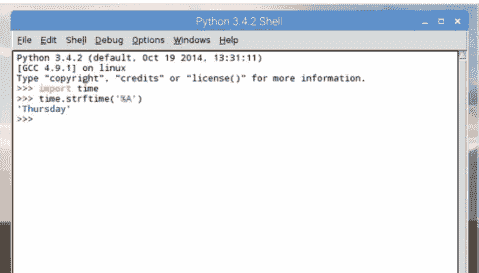 Python 3.4.2 Shell
File Edit Shell Debug Options Windows Help
Python 3.4.2 (default, Oct 19 2014, 13:31:11)
[GCC 4.9.1] on linux
Type "copyright", "credits" or "license()" for more information.
>>> import time
>>> time.strftime('%A')
'Thursday'
>>>